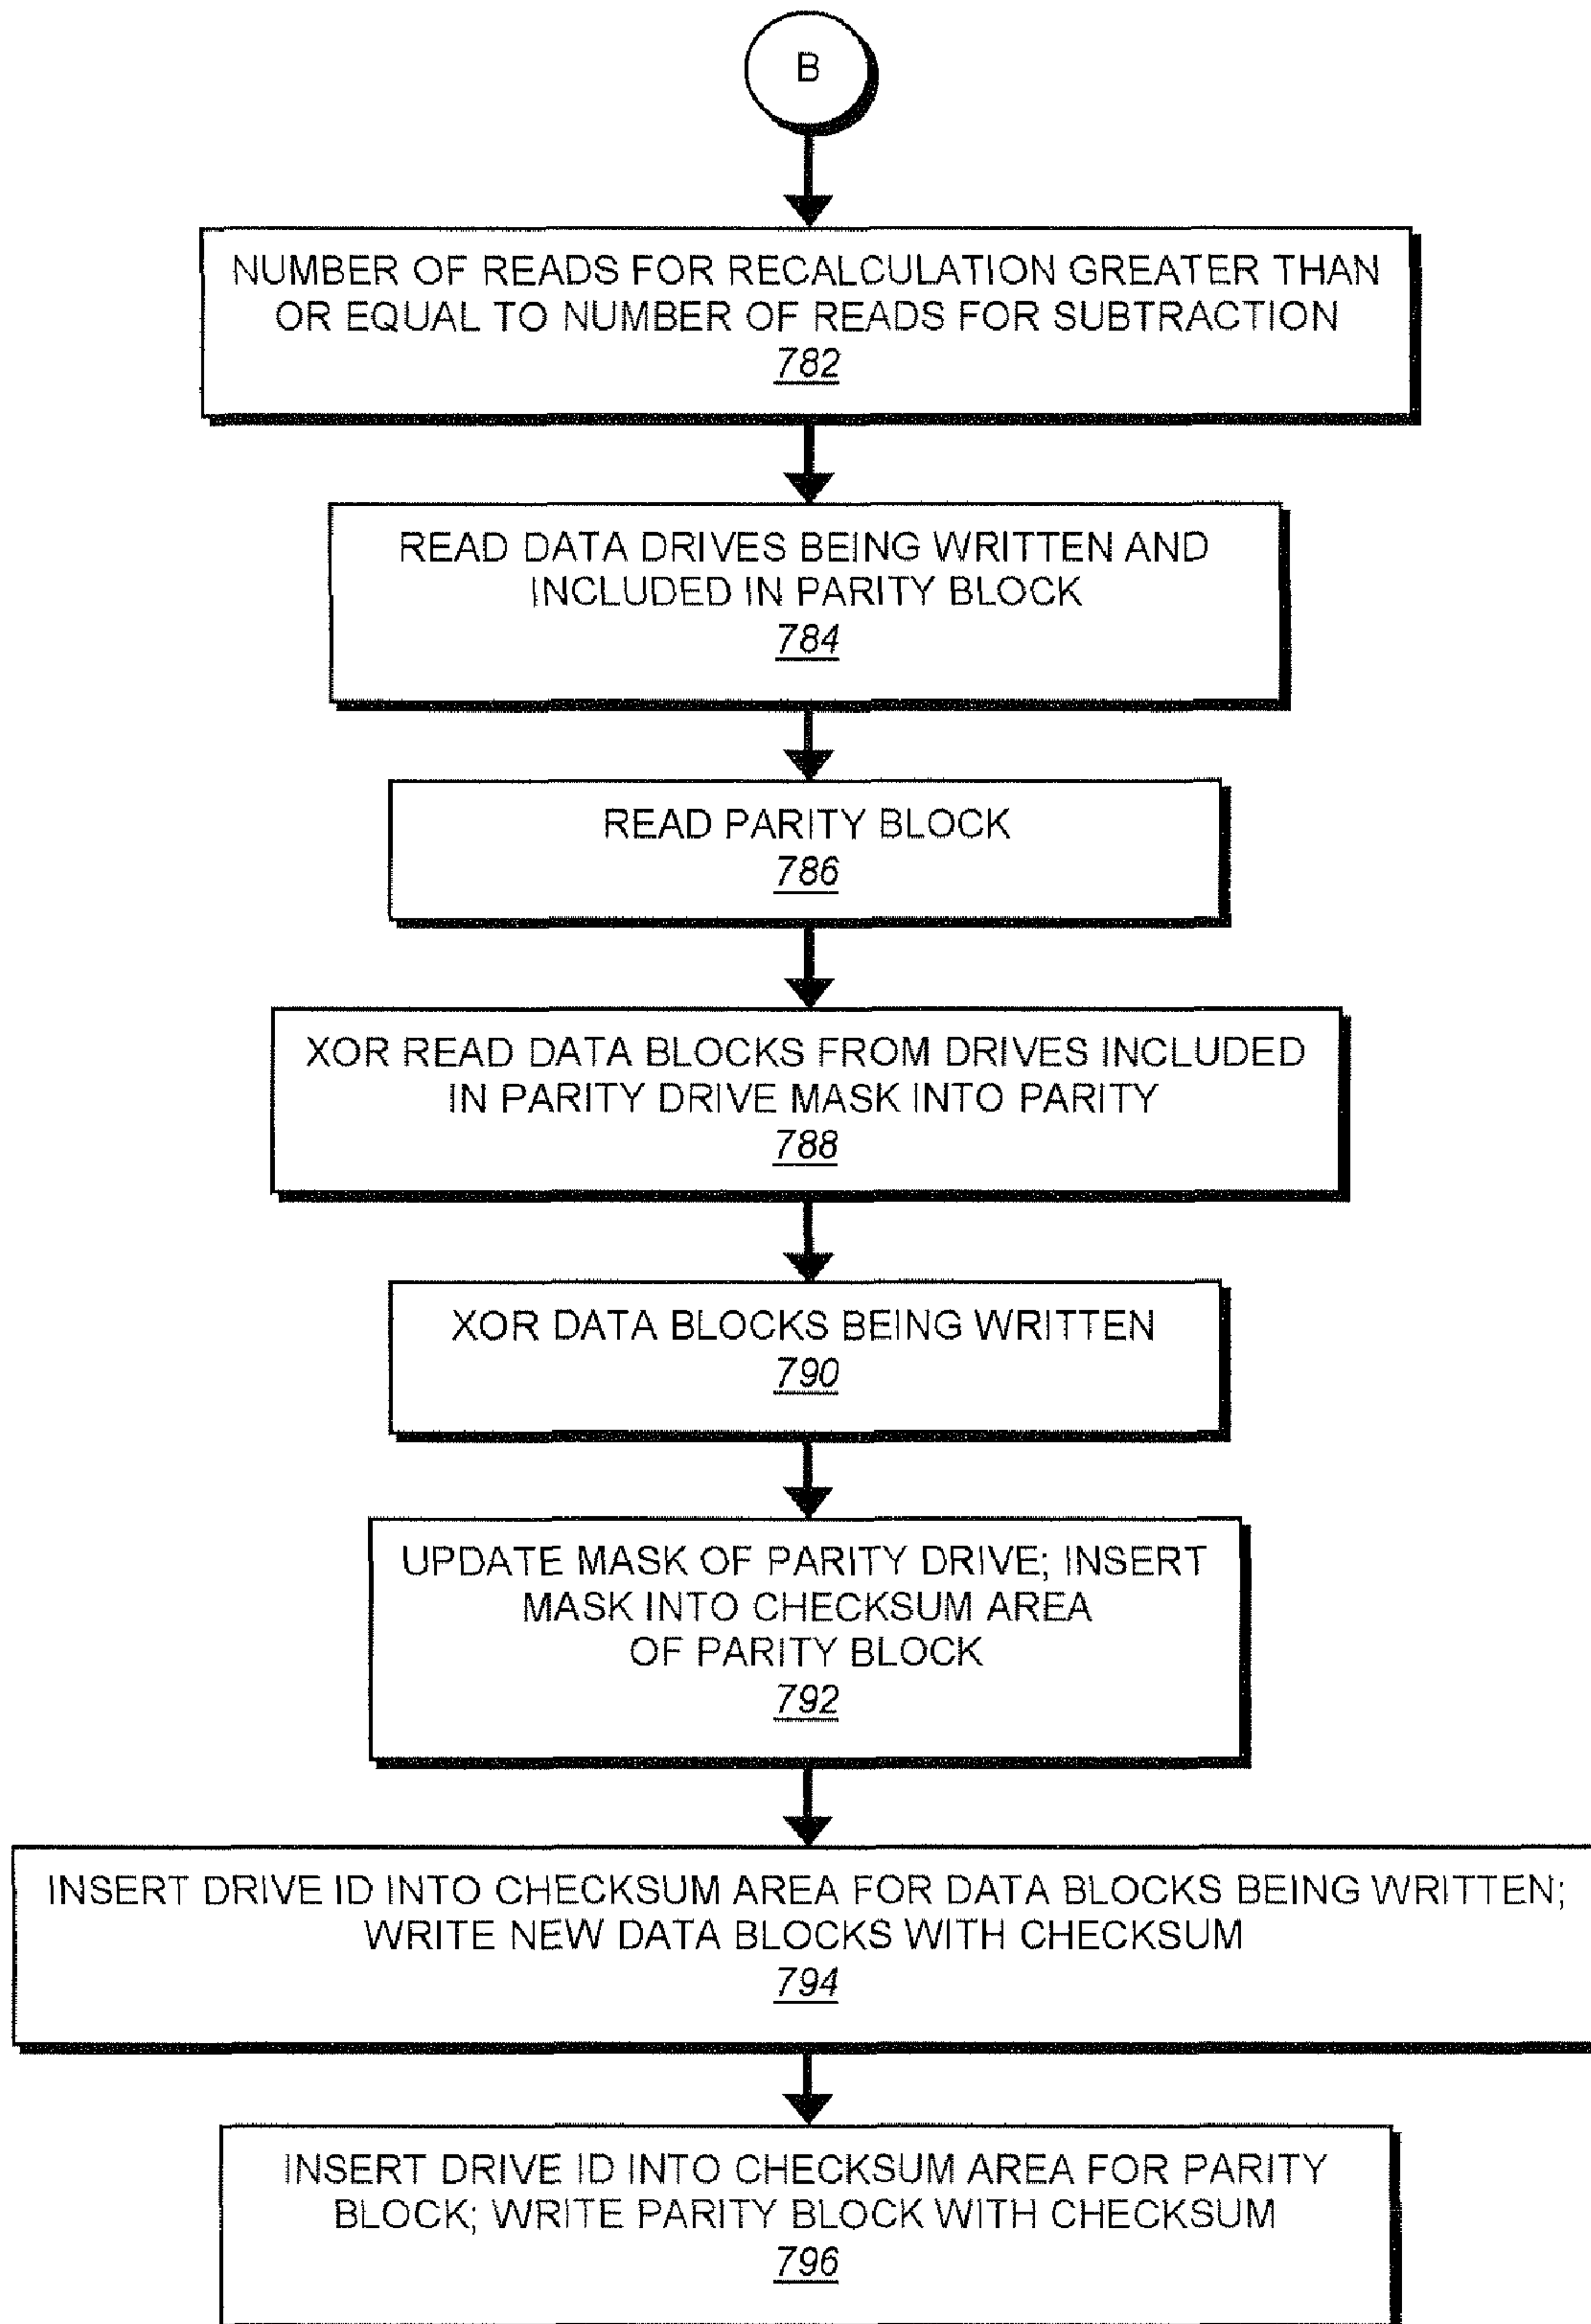 B
NUMBER OF READS FOR RECALCULATION GREATER THAN
OR EQUAL TO NUMBER OF READS FOR SUBTRACTION
782
READ DATA DRIVES BEING WRITTEN AND
INCLUDED IN PARITY BLOCK
784
READ PARITY BLOCK
786
XOR READ DATA BLOCKS FROM DRIVES INCLUDED
IN PARITY DRIVE MASK INTO PARITY
788
XOR DATA BLOCKS BEING WRITTEN
790
UPDATE MASK OF PARITY DRIVE; INSERT
MASK INTO CHECKSUM AREA
OF PARITY BLOCK
792
INSERT DRIVE ID INTO CHECKSUM AREA FOR DATA BLOCKS BEING WRITTEN;
WRITE NEW DATA BLOCKS WITH CHECKSUM
794
INSERT DRIVE ID INTO CHECKSUM AREA FOR PARITY
BLOCK; WRITE PARITY BLOCK WITH CHECKSUM
796